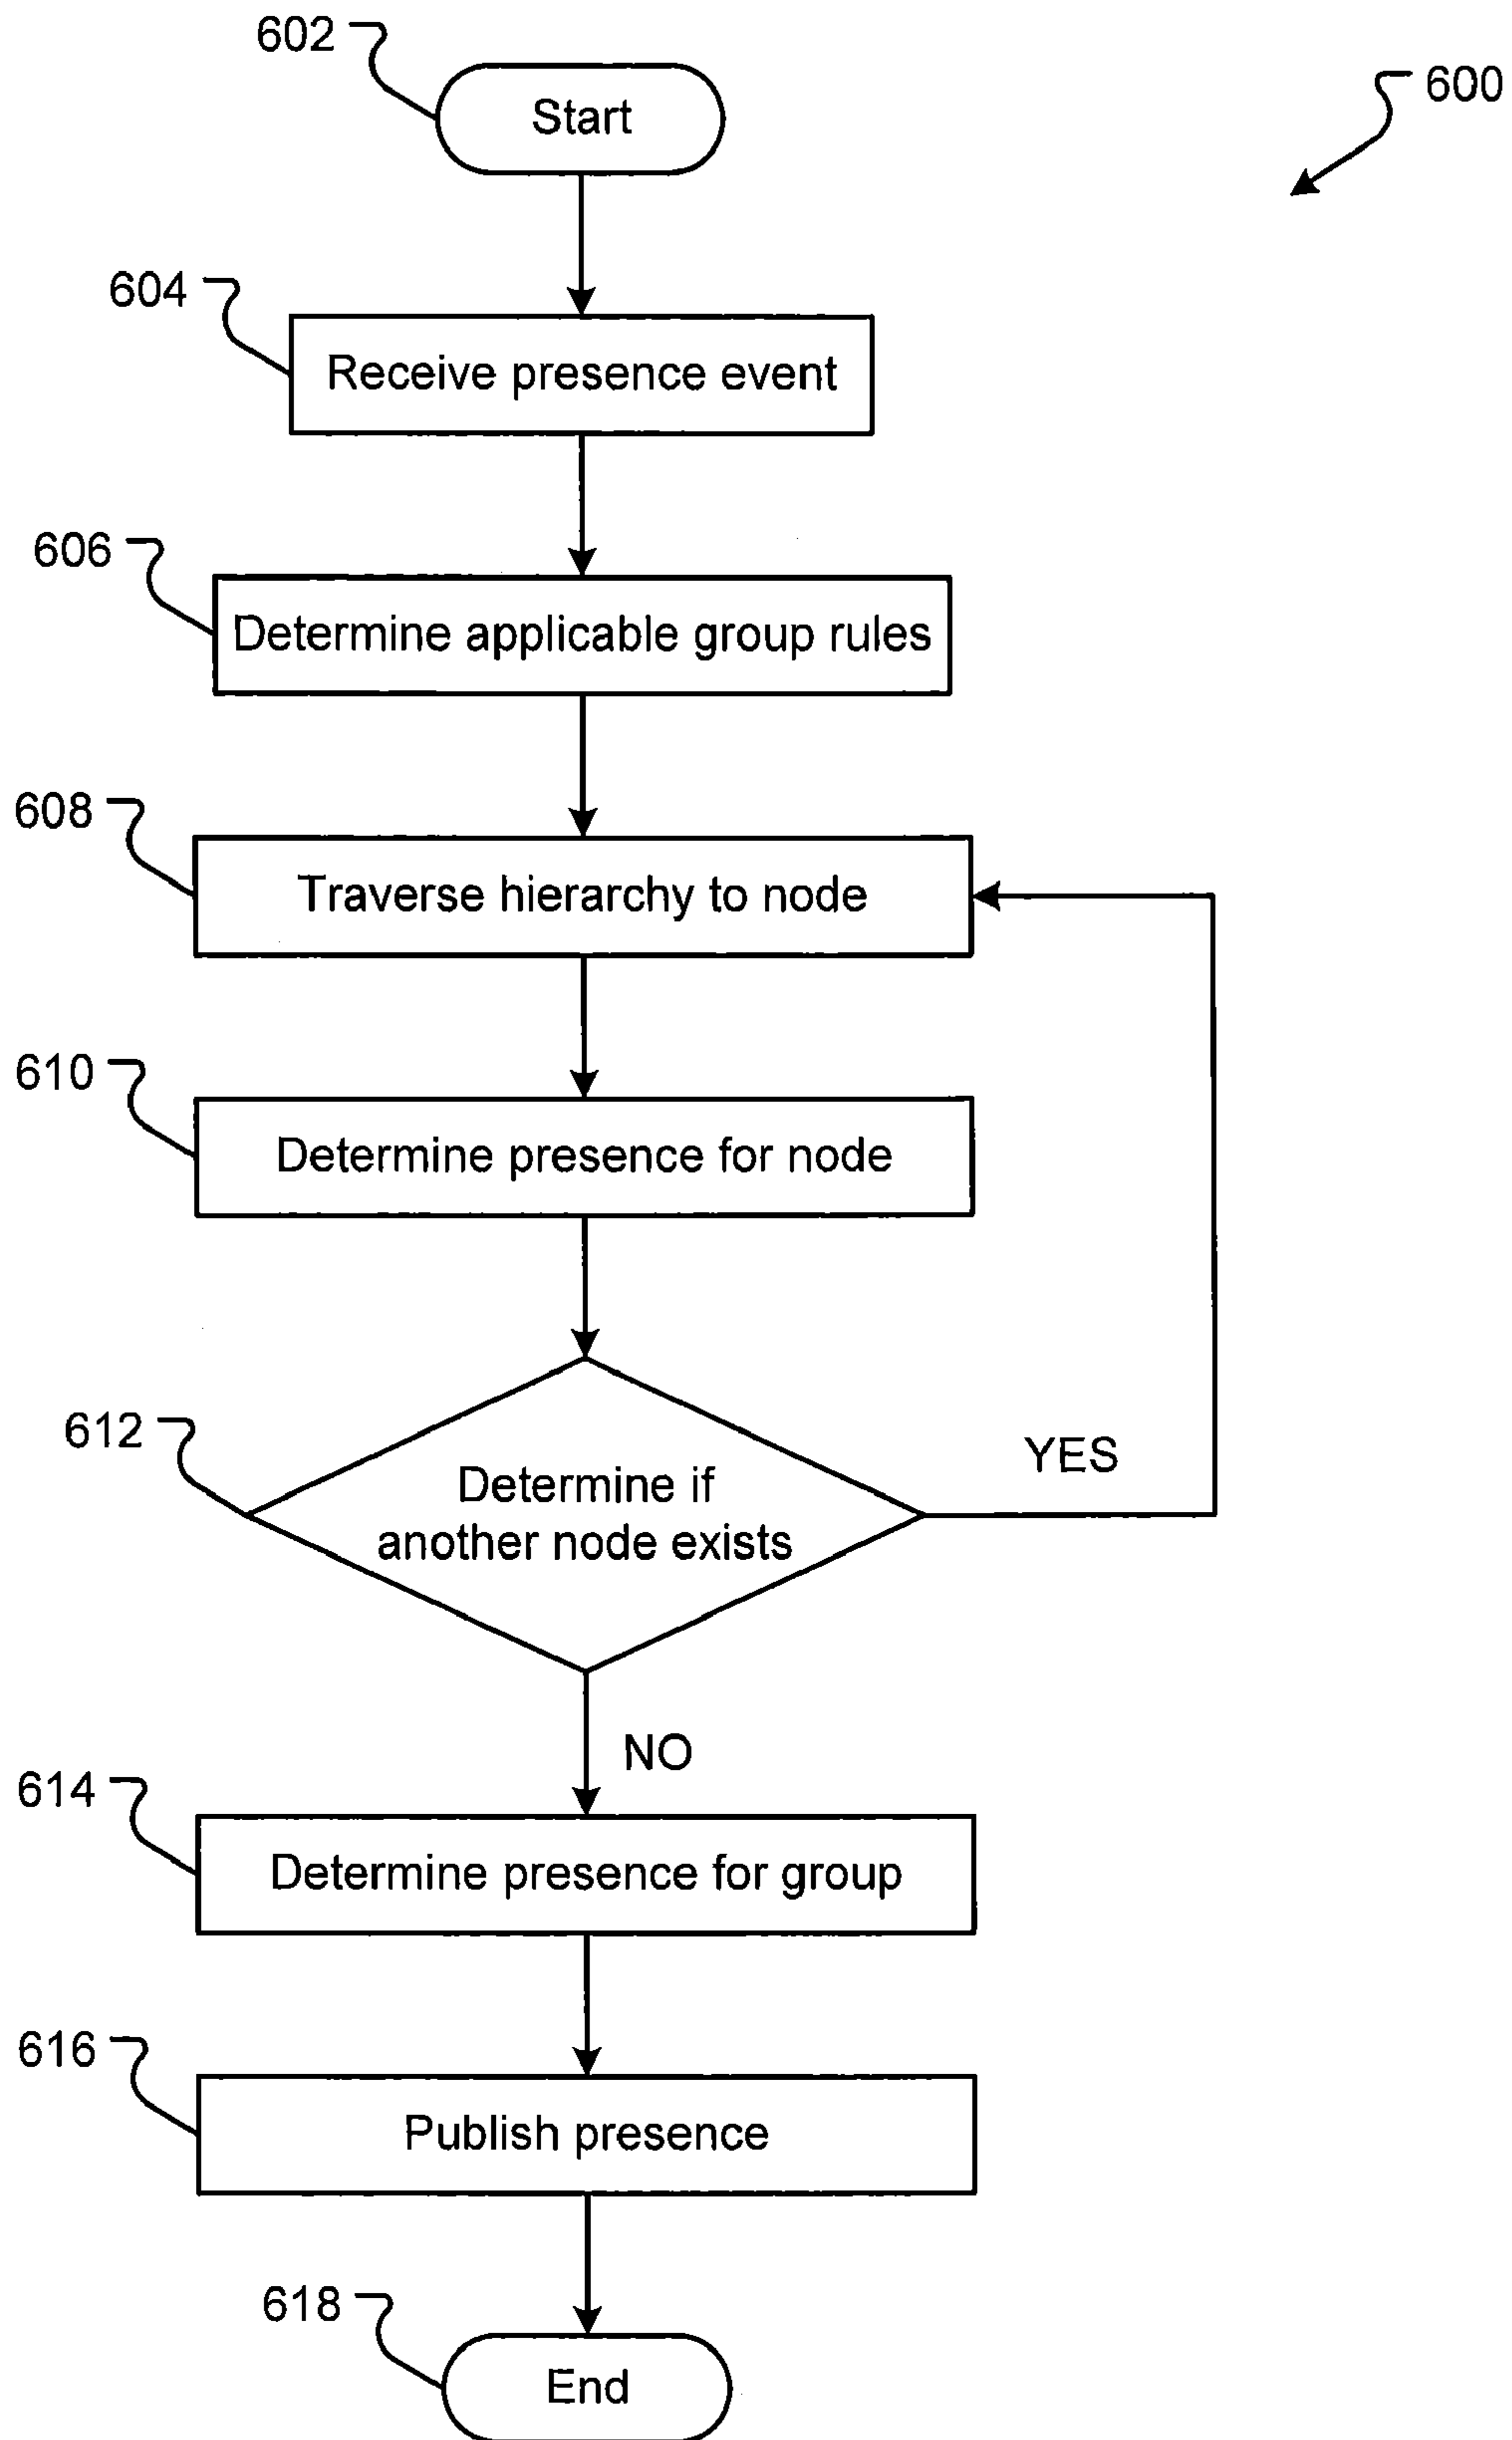 602
Start
600
604
Receive presence event
606
Determine applicable group rules
608
Traverse hierarchy to node
610
Determine presence for node
612
Determine if
another node exists
YES
NO
614
Determine presence for group
616
Publish presence
618
End